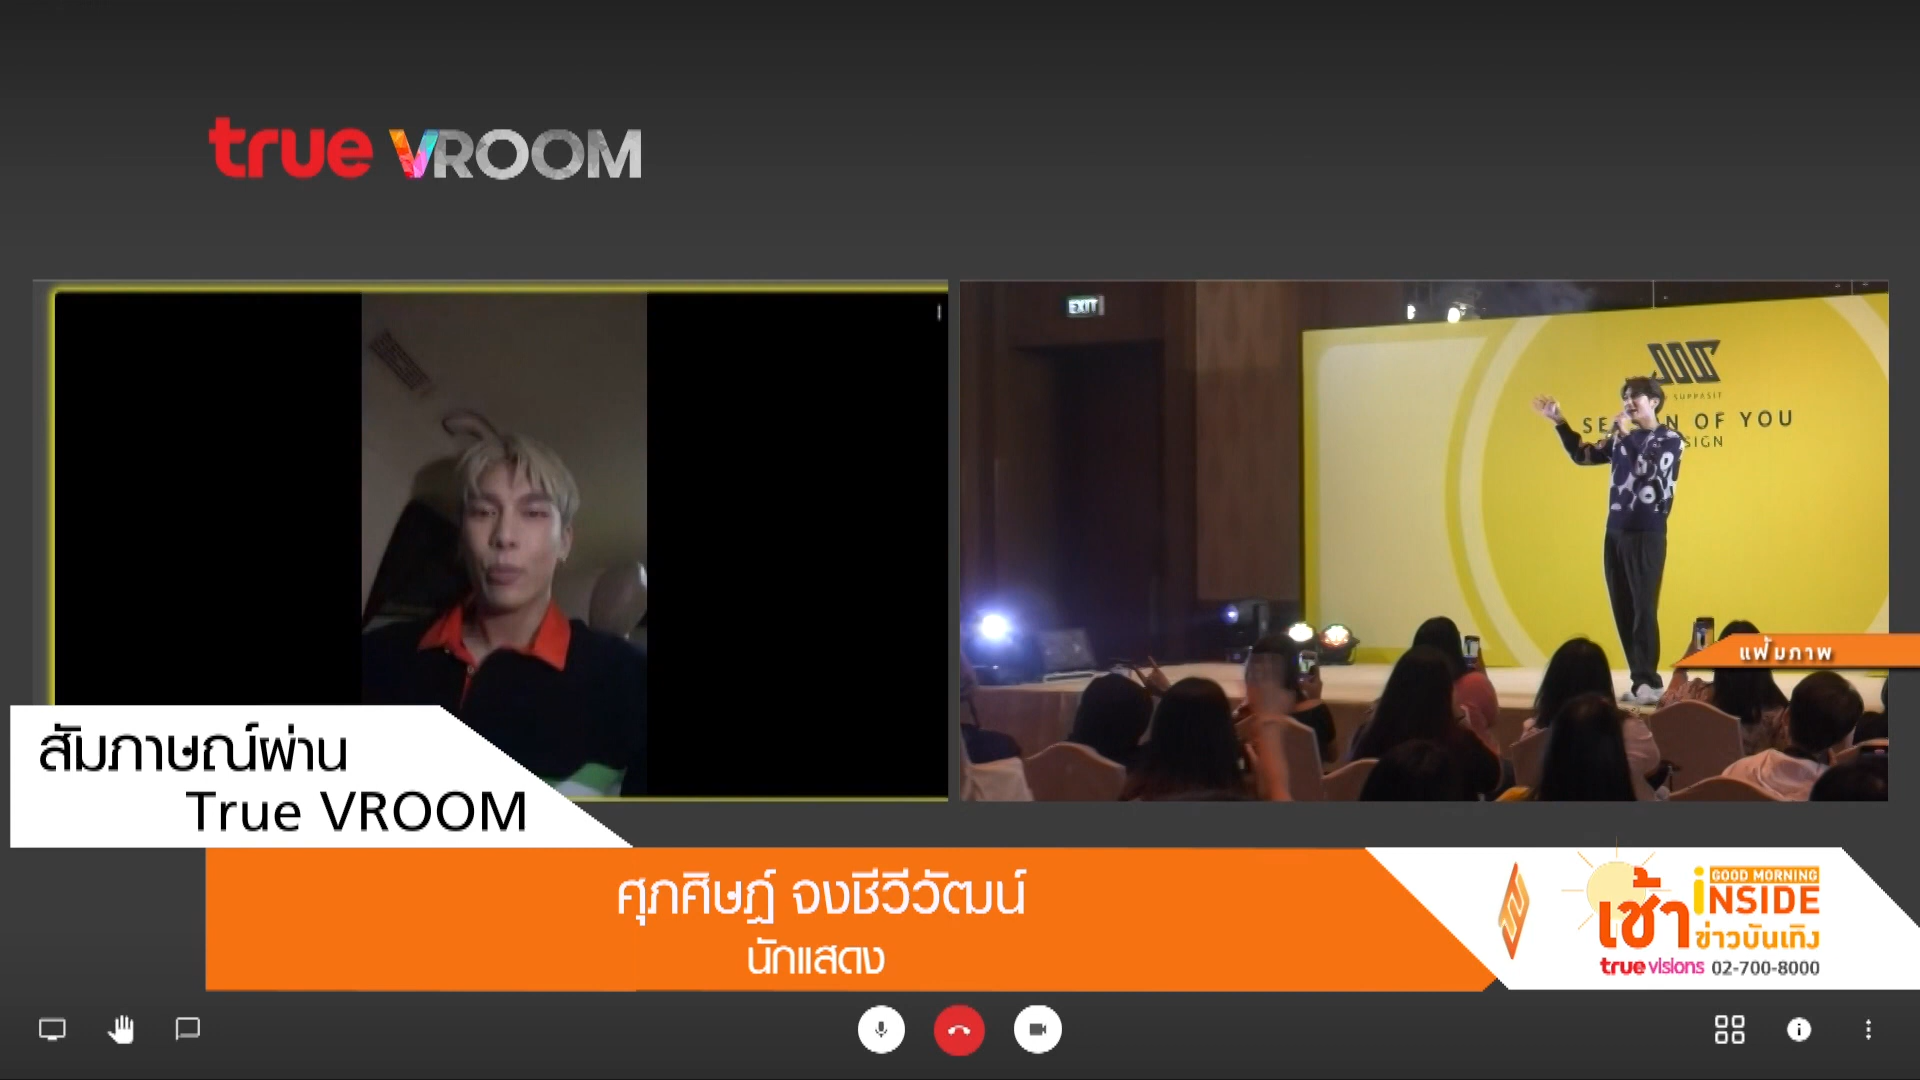 true VROOM
EXIT
SUPPASIT
OF YOU
แฟ้มภาพ
สัมภาษณ์ผ่าน
True VROOM
ศุภศิษฏ์ จงชีวีวัฒน์
นักแสดง
GOOD MORNING
เช้า iNSIDE
ข่าวบันเทิง
truevisions 02-700-8000